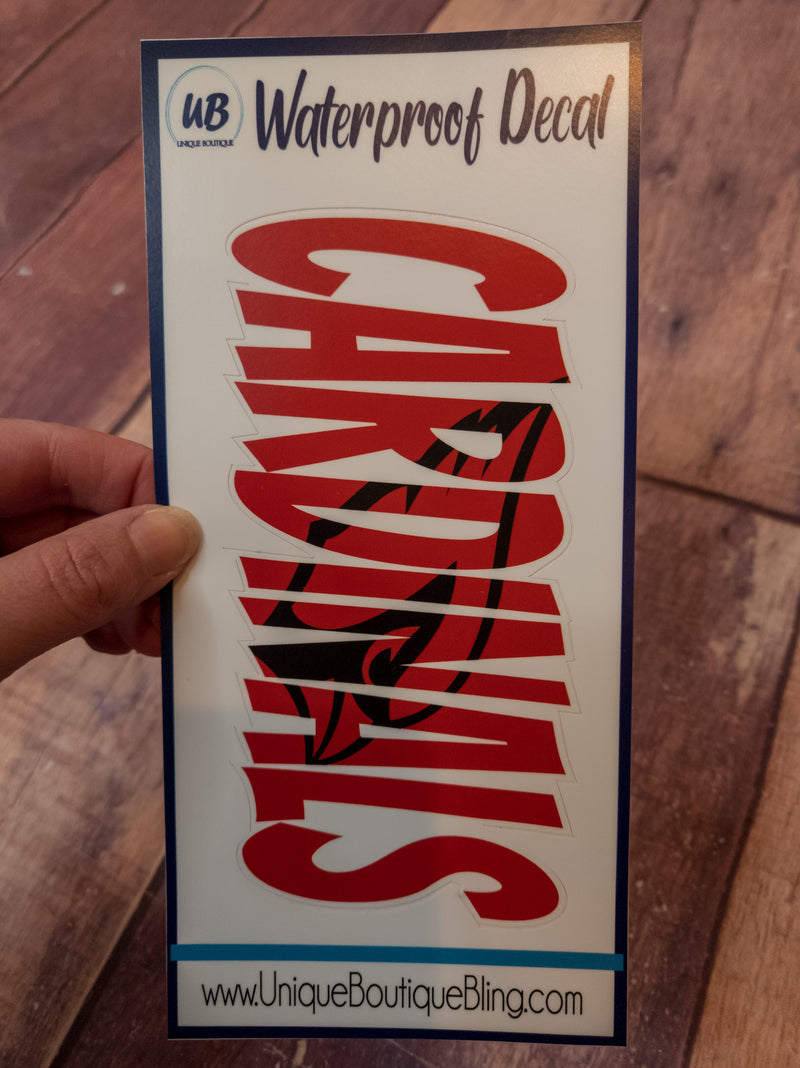 UB
UNIQUE BOUTIQUE
Waterproof Decal
CARDINALS
www.UniqueBoutiqueBling.com